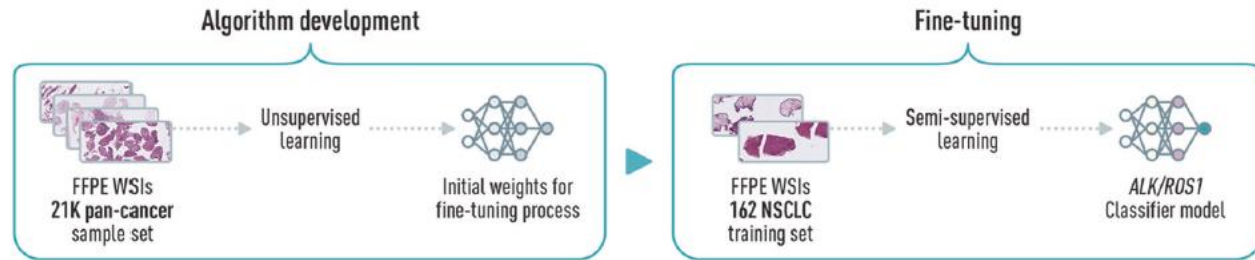 Algorithm development
Unsupervised
learning
FFPE WSIs
21K pan-cancer
sample set
Initial weights for
fine-tuning process
Fine-tuning
Semi-supervised
learning
FFPE WSIs
162 NSCLC
training set
ALK/ROS1
Classifier model